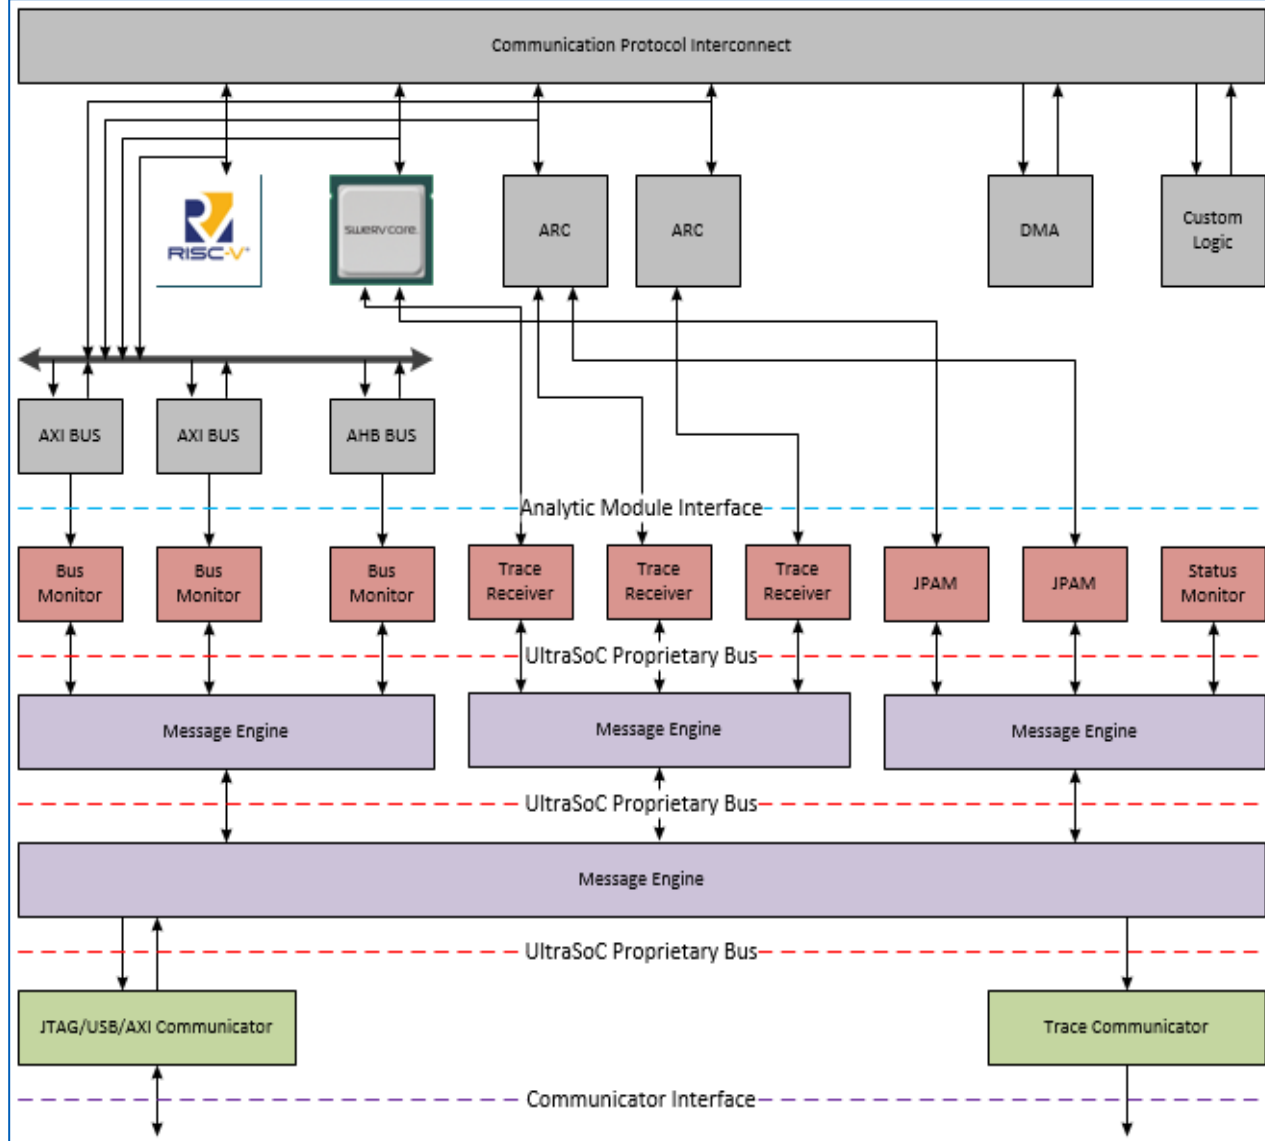 Communication Protocol Interconnect
RISC-V
SWERV CORE
ARC
ARC
DMA
Custom
Logic
AXI BUS
AXI BUS
AHB BUS
Analytic Module Interface
Bus
Monitor
Bus
Monitor
Bus
Monitor
Trace
Receiver
Trace
Receiver
Trace
Receiver
JPAM
JPAM
Status
Monitor
UltraSoC Proprietary Bus
Message Engine
Message Engine
Message Engine
UltraSoC Proprietary Bus
Message Engine
UltraSoC Proprietary Bus
JTAG/USB/AXI Communicator
Trace Communicator
Communicator Interface